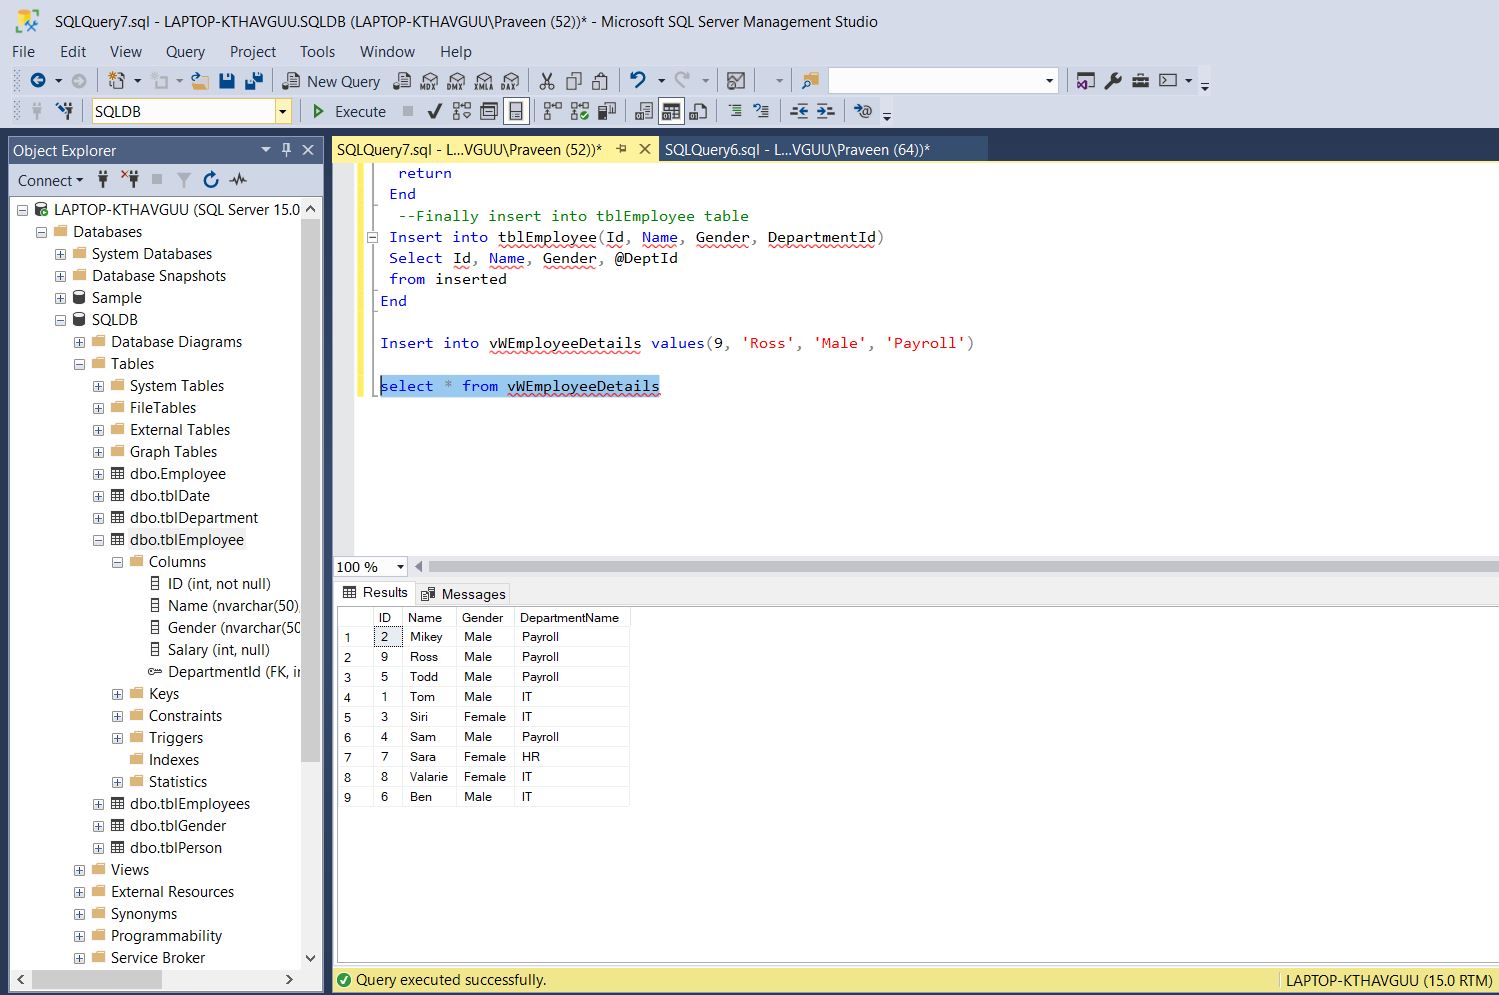 SQLQuery7.sql - LAPTOP-KTHAVGUU.SQLDB (LAPTOP-KTHAVGUU\Praveen (52))* - Microsoft SQL Server Management Studio
File Edit View Query Project Tools Window Help
New Query MDX DMX XMLA DAX
SQLDB Execute
Object Explorer
Connect
LAPTOP-KTHAVGUU (SQL Server 15.0
Databases
System Databases
Database Snapshots
Sample
SQLDB
Database Diagrams
Tables
System Tables
FileTables
External Tables
Graph Tables
dbo.Employee
dbo.tblDate
dbo.tblDepartment
dbo.tblEmployee
Columns
ID (int, not null)
Name (nvarchar(50),
Gender (nvarchar(50
Salary (int, null)
DepartmentId (FK, in
Keys
Constraints
Triggers
Indexes
Statistics
dbo.tblEmployees
dbo.tblGender
dbo.tblPerson
Views
External Resources
Synonyms
Programmability
Service Broker
SQLQuery7.sql - L...VGUU\Praveen (52))* SQLQuery6.sql - L...VGUU\Praveen (64))*
return
End
--Finally insert into tblEmployee table
Insert into tblEmployee(Id, Name, Gender, DepartmentId)
Select Id, Name, Gender, @DeptId
from inserted
End
Insert into vWEmployeeDetails values(9, 'Ross', 'Male', 'Payroll')
select * from vWEmployeeDetails
100 %
Results Messages
ID Name Gender DepartmentName
1 2 Mikey Male Payroll
2 9 Ross Male Payroll
3 5 Todd Male Payroll
4 1 Tom Male IT
5 3 Siri Female IT
6 4 Sam Male Payroll
7 7 Sara Female HR
8 8 Valarie Female IT
9 6 Ben Male IT
Query executed successfully. LAPTOP-KTHAVGUU (15.0 RTM)